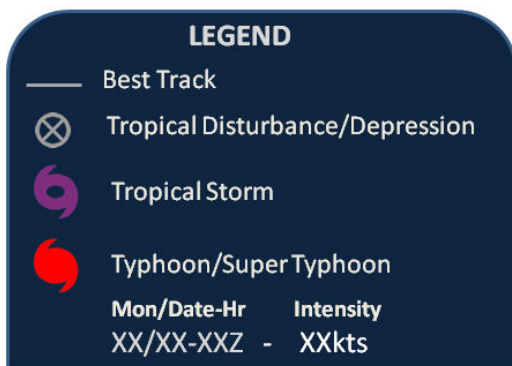 LEGEND
Best Track
Tropical Disturbance/Depression
Tropical Storm
Typhoon/Super Typhoon
Mon/Date-Hr Intensity
XX/XX-XXZ - XXkts